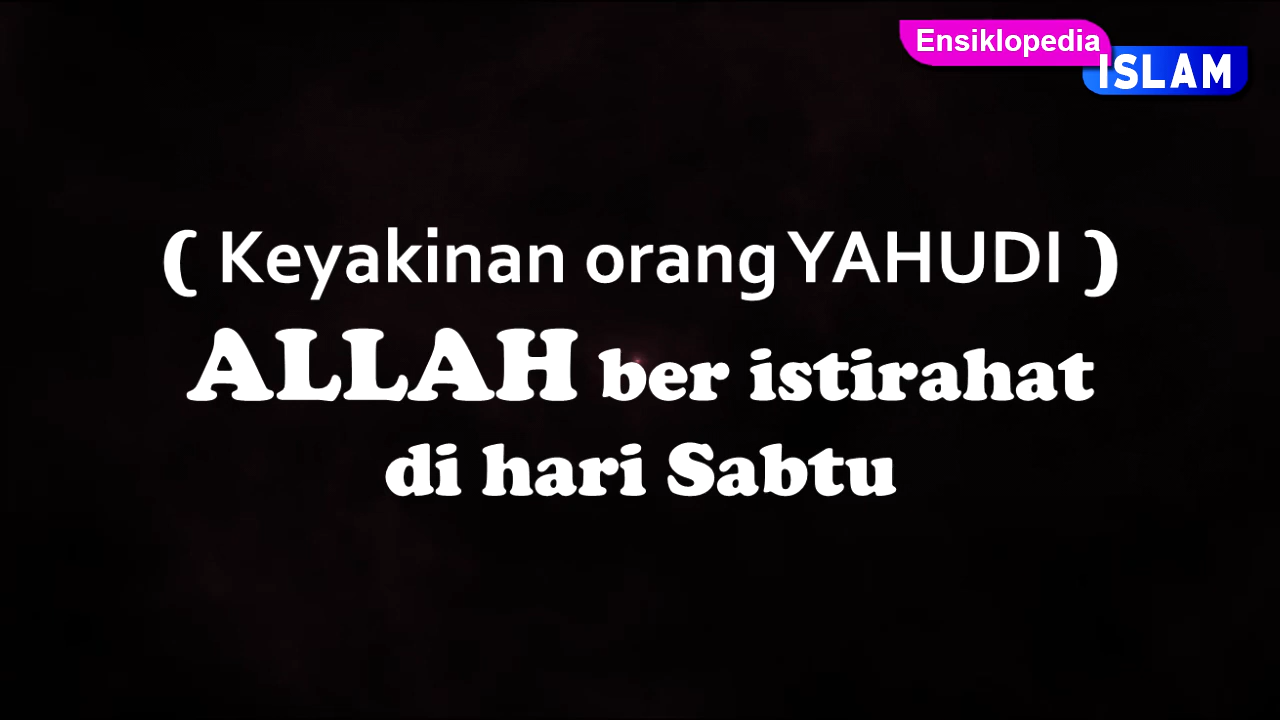 Ensiklopedia
ISLAM
( Keyakinan orang YAHUDI )
ALLAH ber istirahat
di hari Sabtu